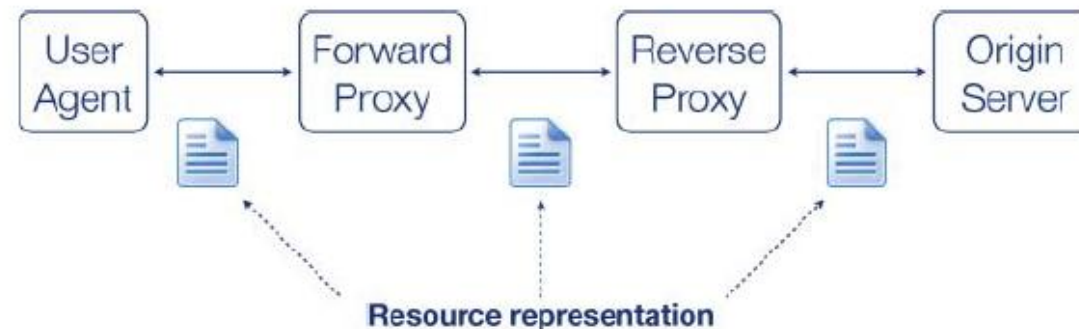 User
Agent
Forward
Proxy
Reverse
Proxy
Origin
Server
Resource representation